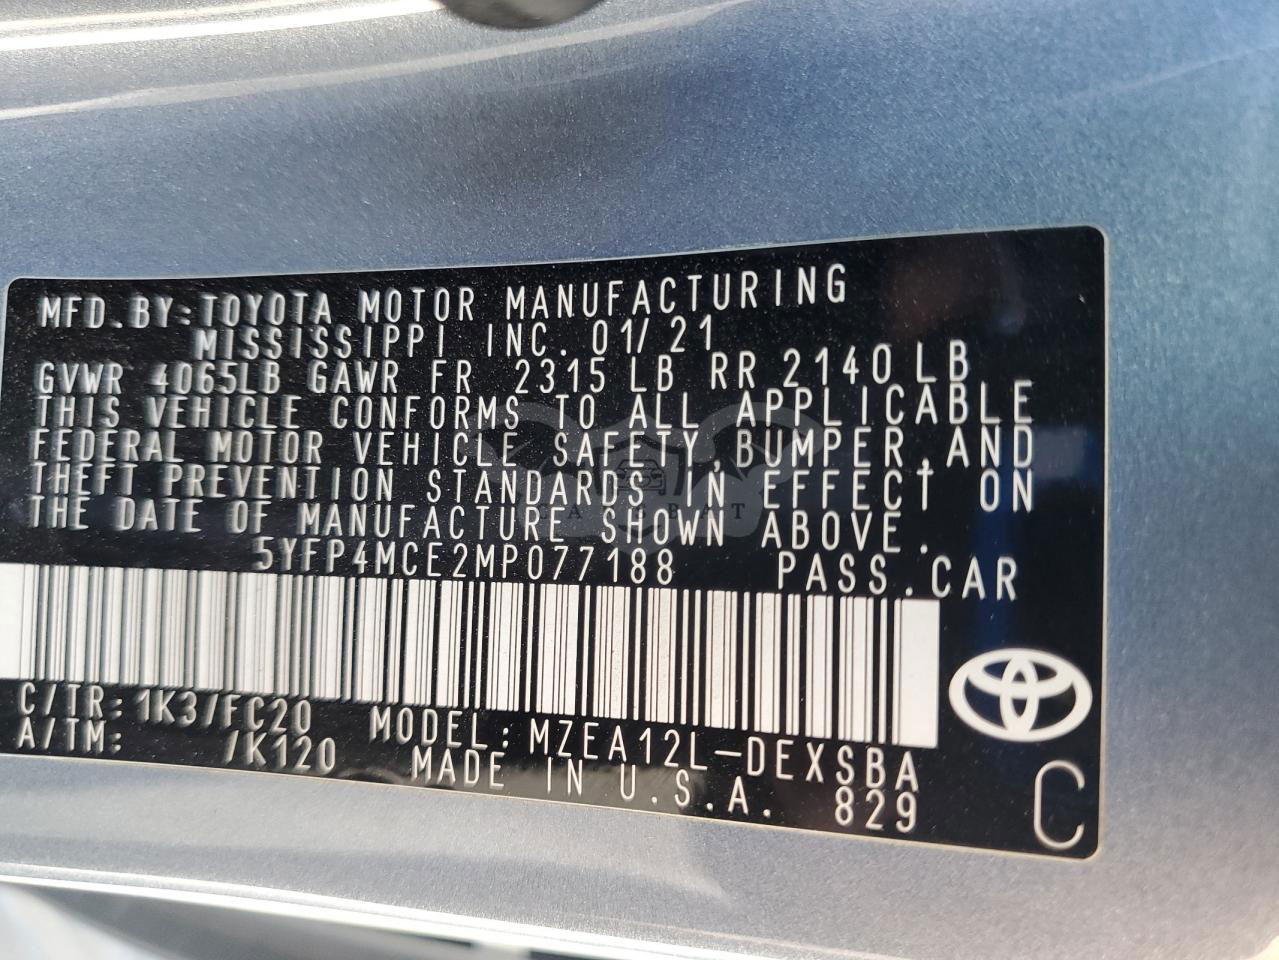 MFD.BY:TOYOTA MOTOR MANUFACTURING
MISSISSIPPI INC. 01/21
GVWR 4065LB GAWR FR 2315 LB RR 2140 LB
THIS VEHICLE CONFORMS TO ALL APPLICABLE
FEDERAL MOTOR VEHICLE SAFETY,BUMPER,AND
THEFT PREVENTION STANDARDS IN EFFECT ON
THE DATE OF MANUFACTURE SHOWN ABOVE.
5YFP4MCE2MP077188 PASS.CAR
C/TR: 1K3/FC20 MODEL: MZEA12L-DEXSBA
A/TM: /K120 MADE IN U.S.A. 829
C